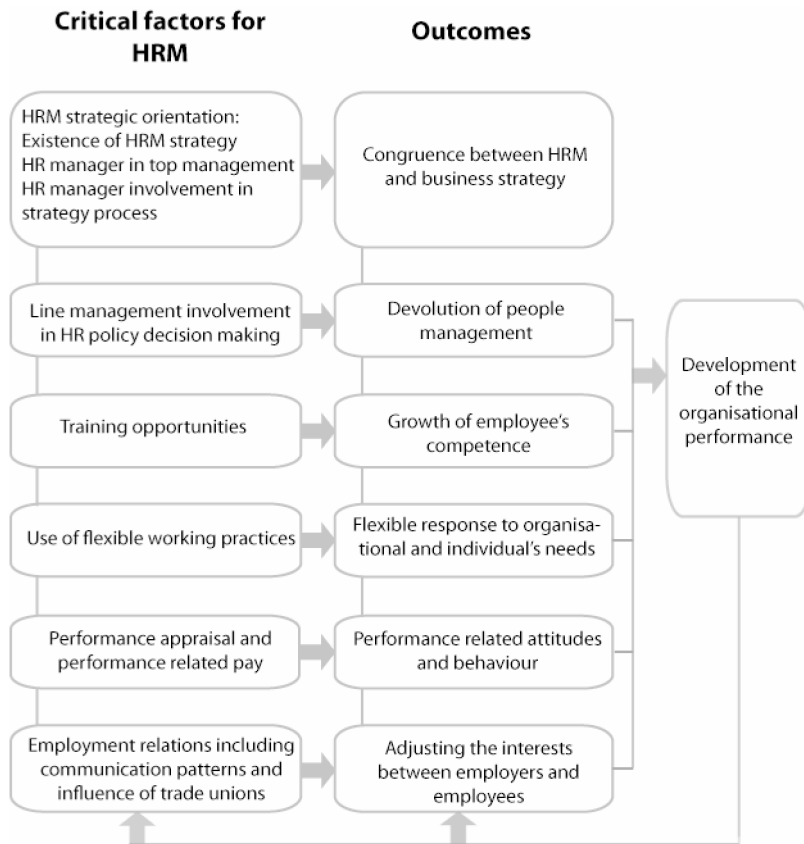 Critical factors for
HRM
Outcomes
HRM strategic orientation:
Existence of HRM strategy
HR manager in top management
HR manager involvement in
strategy process
Congruence between HRM
and business strategy
Line management involvement
in HR policy decision making
Devolution of people
management
Training opportunities
Growth of employee’s
competence
Use of flexible working practices
Flexible response to organisa-
tional and individual’s needs
Performance appraisal and
performance related pay
Performance related attitudes
and behaviour
Employment relations including
communication patterns and
influence of trade unions
Adjusting the interests
between employers and
employees
Development
of the
organisational
performance